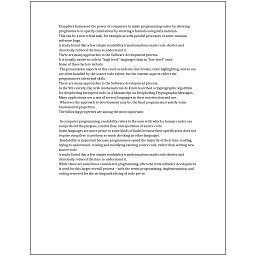 Compilers harnessed the power of computers to make programming easier by allowing
programmers to specify calculations by entering a formula using infix notation.
This can be a non-trivial task, for example as with parallel processes or some unusual
software bugs.
A study found that a few simple readability transformations made code shorter and
drastically reduced the time to understand it.
There are many approaches to the Software development process.
It is usually easier to code in "high-level" languages than in "low-level" ones.
Some of these factors include:
The presentation aspects of this (such as indents, line breaks, color highlighting, and so on)
are often handled by the source code editor, but the content aspects reflect the
programmer's talent and skills.
There are many approaches to the Software development process.
In the 9th century, the Arab mathematician Al-Kindi described a cryptographic algorithm
for deciphering encrypted code, in A Manuscript on Deciphering Cryptographic Messages.
Many applications use a mix of several languages in their construction and use.
Whatever the approach to development may be, the final program must satisfy some
fundamental properties.
The following properties are among the most important:
In computer programming, readability refers to the ease with which a human reader can
comprehend the purpose, control flow, and operation of source code.
Some languages are more prone to some kinds of faults because their specification does not
require compilers to perform as much checking as other languages.
Readability is important because programmers spend the majority of their time reading,
trying to understand, reusing and modifying existing source code, rather than writing new
source code.
A study found that a few simple readability transformations made code shorter and
drastically reduced the time to understand it.
While these are sometimes considered programming, often the term software development
is used for this larger overall process – with the terms programming, implementation, and
coding reserved for the writing and editing of code per se.